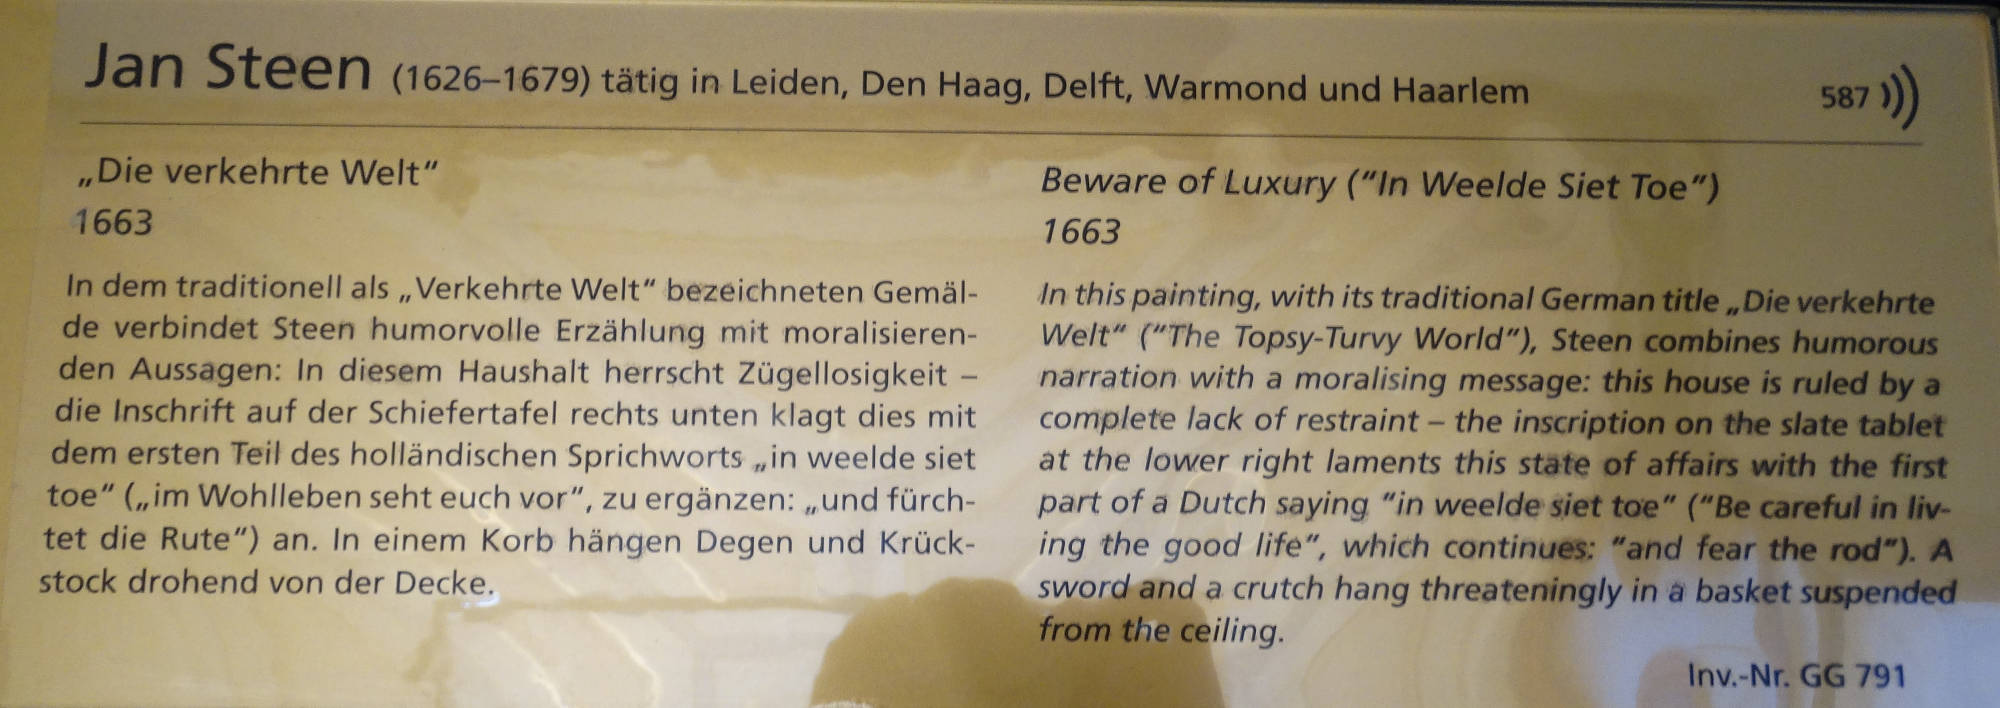 Jan Steen (1626–1679) tätig in Leiden, Den Haag, Delft, Warmond und Haarlem
587
„Die verkehrte Welt“
1663
In dem traditionell als „Verkehrte Welt“ bezeichneten Gemäl-
de verbindet Steen humorvolle Erzählung mit moralisieren-
den Aussagen: In diesem Haushalt herrscht Zügellosigkeit –
die Inschrift auf der Schiefertafel rechts unten klagt dies mit
dem ersten Teil des holländischen Sprichworts „in weelde siet
toe“ („im Wohlleben seht euch vor“, zu ergänzen: „und fürch-
tet die Rute“) an. In einem Korb hängen Degen und Krück-
stock drohend von der Decke.
Beware of Luxury (“In Weelde Siet Toe”)
1663
In this painting, with its traditional German title „Die verkehrte
Welt“ (“The Topsy-Turvy World”), Steen combines humorous
narration with a moralising message: this house is ruled by a
complete lack of restraint – the inscription on the slate tablet
at the lower right laments this state of affairs with the first
part of a Dutch saying “in weelde siet toe” (“Be careful in liv-
ing the good life”, which continues: “and fear the rod”). A
sword and a crutch hang threateningly in a basket suspended
from the ceiling.
Inv.-Nr. GG 791